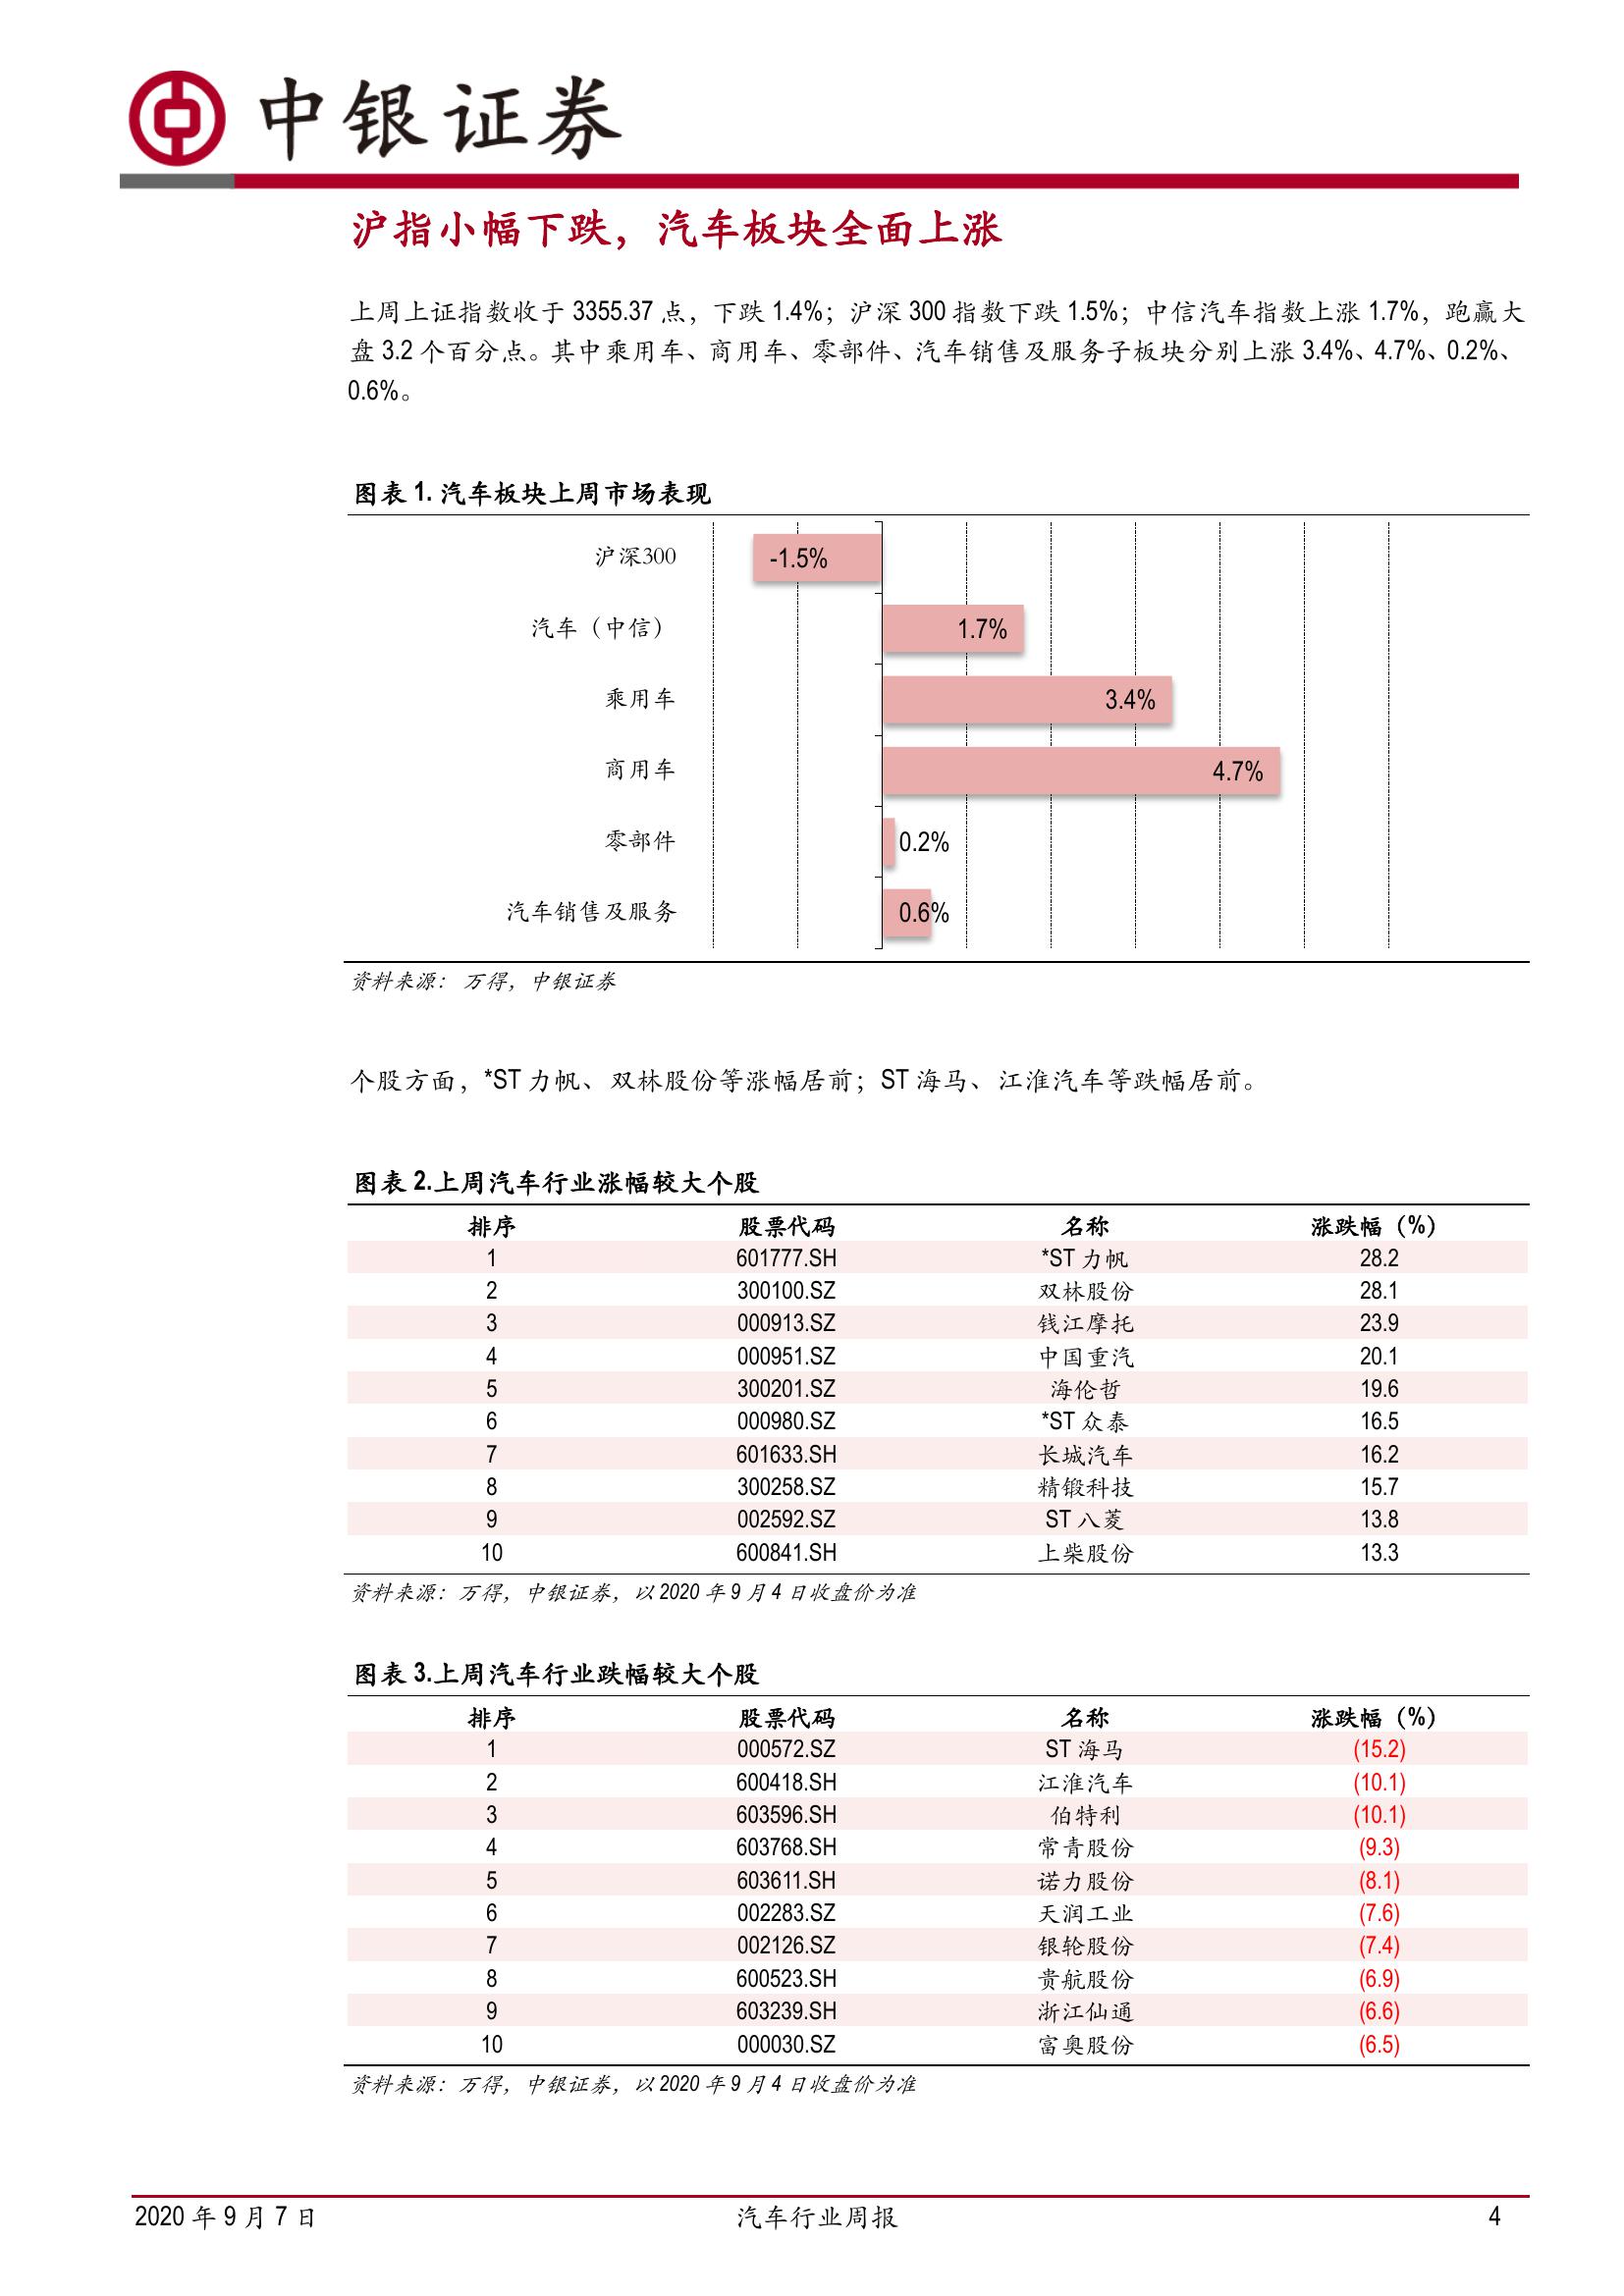 中银证券
沪指小幅下跌，汽车板块全面上涨
上周上证指数收于 3355.37 点，下跌 1.4%；沪深 300 指数下跌 1.5%；中信汽车指数上涨 1.7%，跑赢大
盘 3.2 个百分点。其中乘用车、商用车、零部件、汽车销售及服务子板块分别上涨 3.4%、4.7%、0.2%、
0.6%。
图表 1. 汽车板块上周市场表现
沪深300 -1.5%
汽车（中信） 1.7%
乘用车 3.4%
商用车 4.7%
零部件 0.2%
汽车销售及服务 0.6%
资料来源： 万得，中银证券
个股方面，*ST 力帆、双林股份等涨幅居前；ST 海马、江淮汽车等跌幅居前。
图表 2.上周汽车行业涨幅较大个股
排序 股票代码 名称 涨跌幅（%）
1 601777.SH *ST 力帆 28.2
2 300100.SZ 双林股份 28.1
3 000913.SZ 钱江摩托 23.9
4 000951.SZ 中国重汽 20.1
5 300201.SZ 海伦哲 19.6
6 000980.SZ *ST 众泰 16.5
7 601633.SH 长城汽车 16.2
8 300258.SZ 精锻科技 15.7
9 002592.SZ ST 八菱 13.8
10 600841.SH 上柴股份 13.3
资料来源：万得，中银证券，以 2020 年 9 月 4 日收盘价为准
图表 3.上周汽车行业跌幅较大个股
排序 股票代码 名称 涨跌幅（%）
1 000572.SZ ST 海马 (15.2)
2 600418.SH 江淮汽车 (10.1)
3 603596.SH 伯特利 (10.1)
4 603768.SH 常青股份 (9.3)
5 603611.SH 诺力股份 (8.1)
6 002283.SZ 天润工业 (7.6)
7 002126.SZ 银轮股份 (7.4)
8 600523.SH 贵航股份 (6.9)
9 603239.SH 浙江仙通 (6.6)
10 000030.SZ 富奥股份 (6.5)
资料来源：万得，中银证券，以 2020 年 9 月 4 日收盘价为准
2020 年 9 月 7 日 汽车行业周报 4